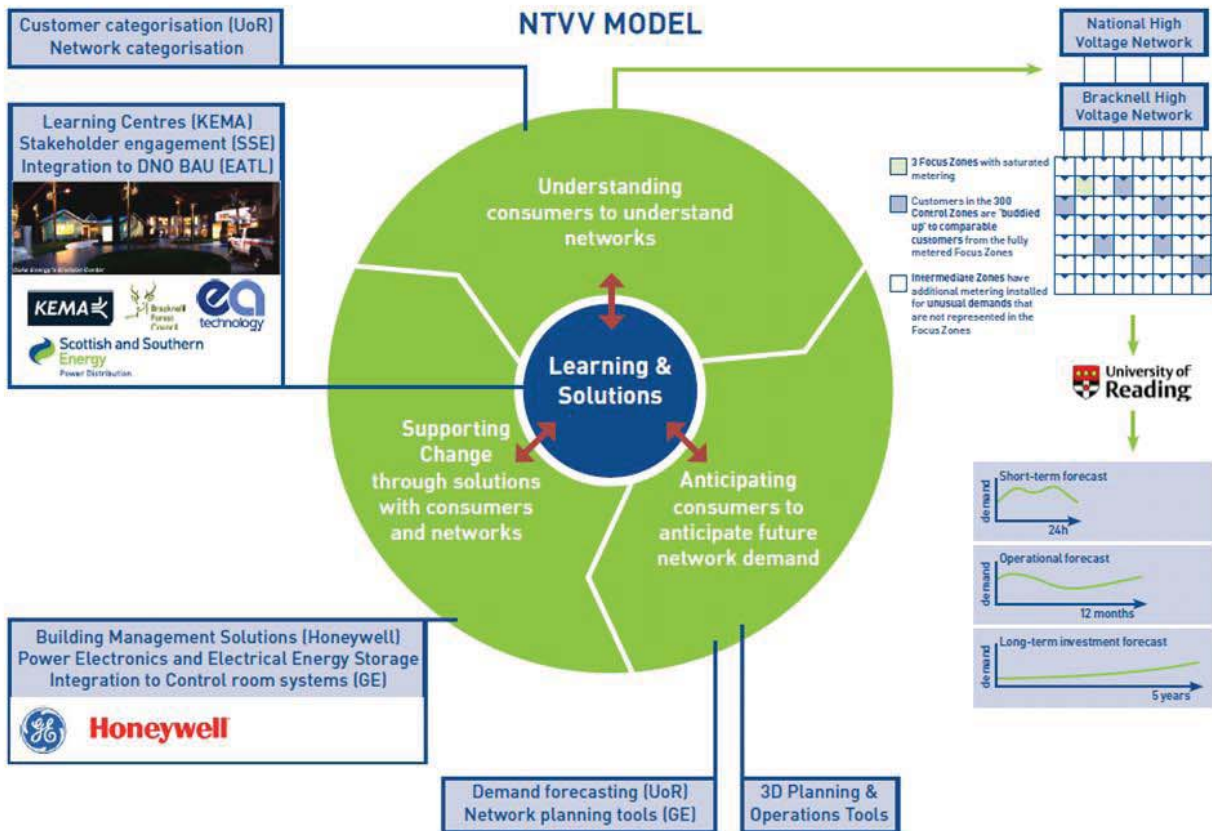 NTVV MODEL
Customer categorisation (UoR)
Network categorisation
Learning Centres (KEMA)
Stakeholder engagement (SSE)
Integration to DNO BAU (EATL)
KEMA
Bracknell
Forest
Council
ea
technology
Scottish and Southern
Energy
Power Distribution
Understanding
consumers to understand
networks
Learning &
Solutions
Supporting
Change
through solutions
with consumers
and networks
Anticipating
consumers to
anticipate future
network demand
Building Management Solutions (Honeywell)
Power Electronics and Electrical Energy Storage
Integration to Control room systems (GE)
GE
Honeywell
Demand forecasting (UoR)
Network planning tools (GE)
3D Planning &
Operations Tools
National High
Voltage Network
Bracknell High
Voltage Network
3 Focus Zones with saturated
metering
Customers in the 300
Control Zones are 'buddied
up' to comparable
customers from the fully
metered Focus Zones
Intermediate Zones have
additional metering installed
for unusual demands that
are not represented in the
Focus Zones
University of
Reading
Short-term forecast
demand
24h
Operational forecast
demand
12 months
Long-term investment forecast
demand
5 years